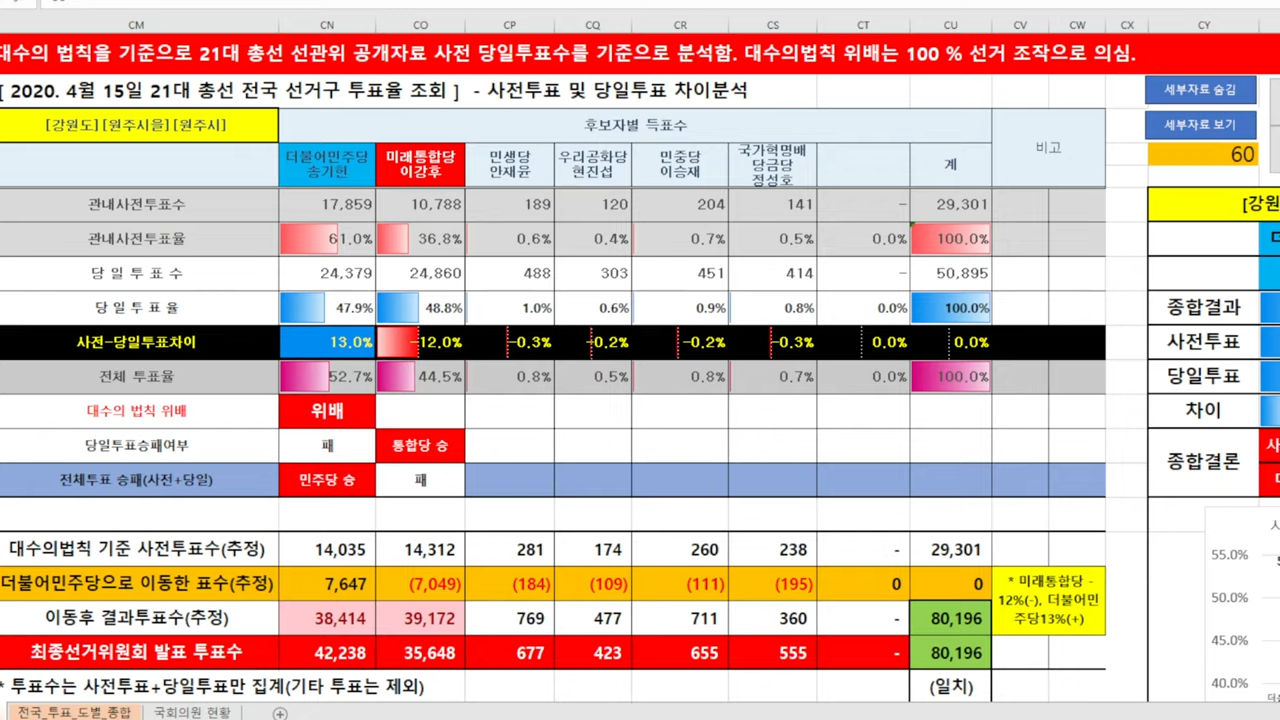 CM CN CO CP CQ CR CS CT CU CV CW CX CY
대수의 법칙을 기준으로 21대 총선 선관위 공개자료 사전 당일투표수를 기준으로 분석함. 대수의법칙 위배는 100 % 선거 조작으로 의심.
[ 2020. 4월 15일 21대 총선 전국 선거구 투표율 조회 ] - 사전투표 및 당일투표 차이분석
세부자료 숨김
[강원도] [원주시을] [원주시] 후보자별 득표수 비고
세부자료 보기
60
더불어민주당 송기헌 미래통합당 이강후 민생당 안재윤 우리공화당 현진섭 민중당 이승재 국가혁명배당금당 정성호 계
관내사전투표수 17,859 10,788 189 120 204 141 - 29,301
[강원
관내사전투표율 61.0% 36.8% 0.6% 0.4% 0.7% 0.5% 0.0% 100.0%
당 일 투 표 수 24,379 24,860 488 303 451 414 - 50,895
당 일 투 표 율 47.9% 48.8% 1.0% 0.6% 0.9% 0.8% 0.0% 100.0%
종합결과
사전-당일투표차이 13.0% -12.0% -0.3% -0.2% -0.2% -0.3% 0.0% 0.0%
사전투표
전체 투표율 52.7% 44.5% 0.8% 0.5% 0.8% 0.7% 0.0% 100.0%
당일투표
대수의 법칙 위배 위배
차이
당일투표승패여부 패 통합당 승
종합결론
전체투표 승패(사전+당일) 민주당 승 패
대수의법칙 기준 사전투표수(추정) 14,035 14,312 281 174 260 238 - 29,301
55.0%
더불어민주당으로 이동한 표수(추정) 7,647 (7,049) (184) (109) (111) (195) 0 0
* 미래통합당 -
12%(-), 더불어민
주당13%(+)
50.0%
이동후 결과투표수(추정) 38,414 39,172 769 477 711 360 - 80,196
45.0%
최종선거위원회 발표 투표수 42,238 35,648 677 423 655 555 - 80,196
40.0%
* 투표수는 사전투표+당일투표만 집계(기타 투표는 제외) (일치)
전국_투표_도별_종합 국회의원 현황